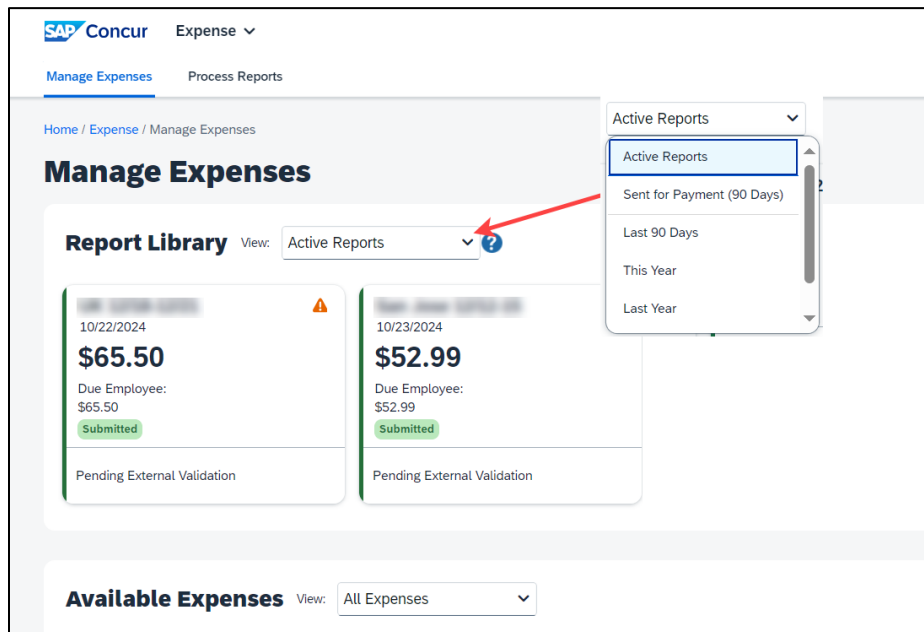 SAP Concur Expense
Manage Expenses Process Reports
Home / Expense / Manage Expenses
Manage Expenses
Active Reports
Active Reports
Sent for Payment (90 Days)
Last 90 Days
This Year
Last Year
Report Library View: Active Reports ?
10/22/2024
$65.50
Due Employee:
$65.50
Submitted
Pending External Validation
10/23/2024
$52.99
Due Employee:
$52.99
Submitted
Pending External Validation
Available Expenses View: All Expenses